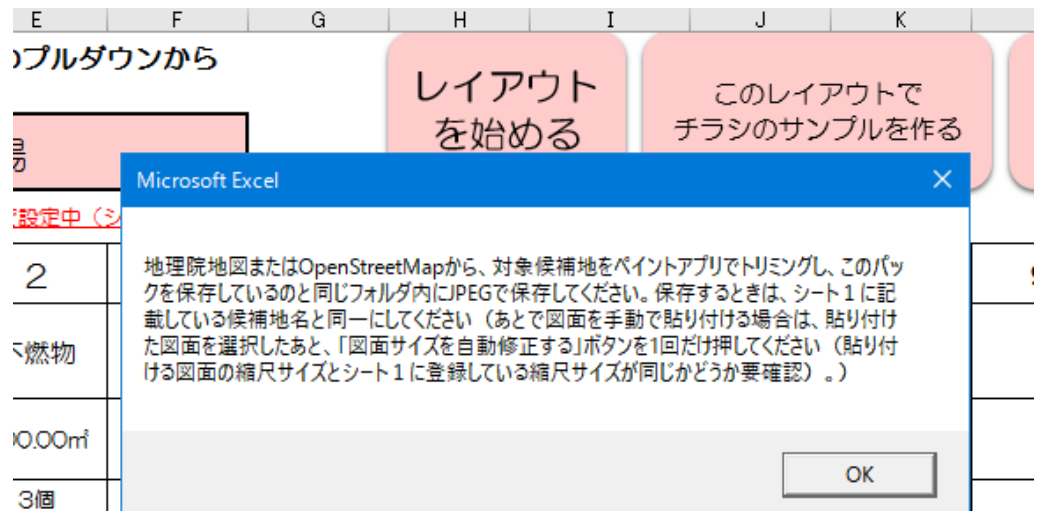 E F G H I J K
プルダウンから
レイアウト
を始める
このレイアウトで
チラシのサンプルを作る
場
Microsoft Excel
設定中（シ
地理院地図またはOpenStreetMapから、対象候補地をペイントアプリでトリミングし、このパッ
クを保存しているのと同じフォルダ内にJPEGで保存してください。保存するときは、シート１に記
載している候補地名と同一にしてください（あとで図面を手動で貼り付ける場合は、貼り付け
た図面を選択したあと、「図面サイズを自動修正する」ボタンを1回だけ押してください（貼り付
ける図面の縮尺サイズとシート１に登録している縮尺サイズが同じかどうか要確認）。）
2
燃物
00.00㎡
3個
OK